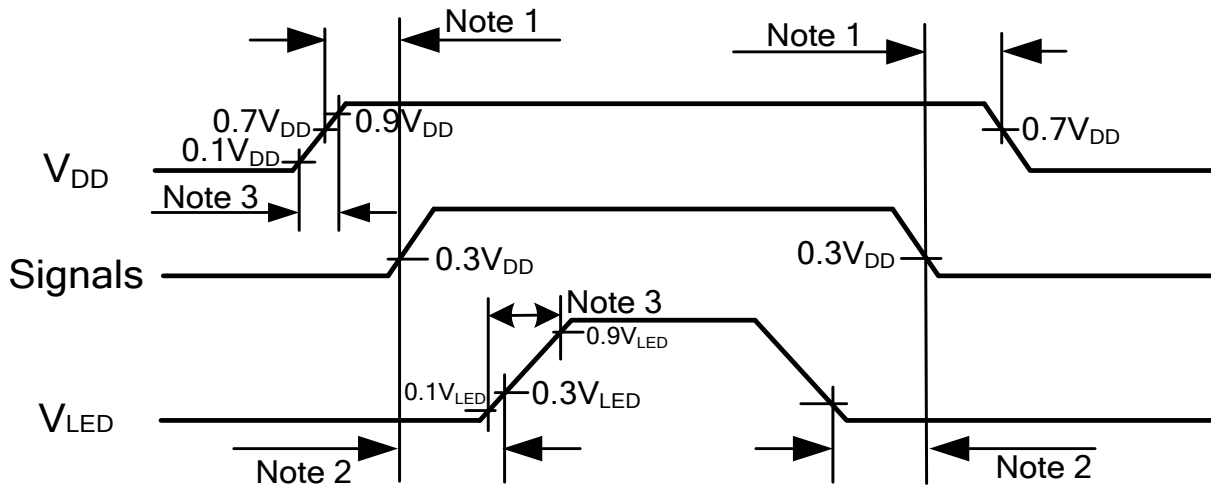 Note 1
Note 1
0.7VDD
0.9VDD
0.7VDD
0.1VDD
VDD
Note 3
0.3VDD
0.3VDD
Signals
Note 3
0.9VLED
0.1VLED
0.3VLED
VLED
Note 2
Note 2